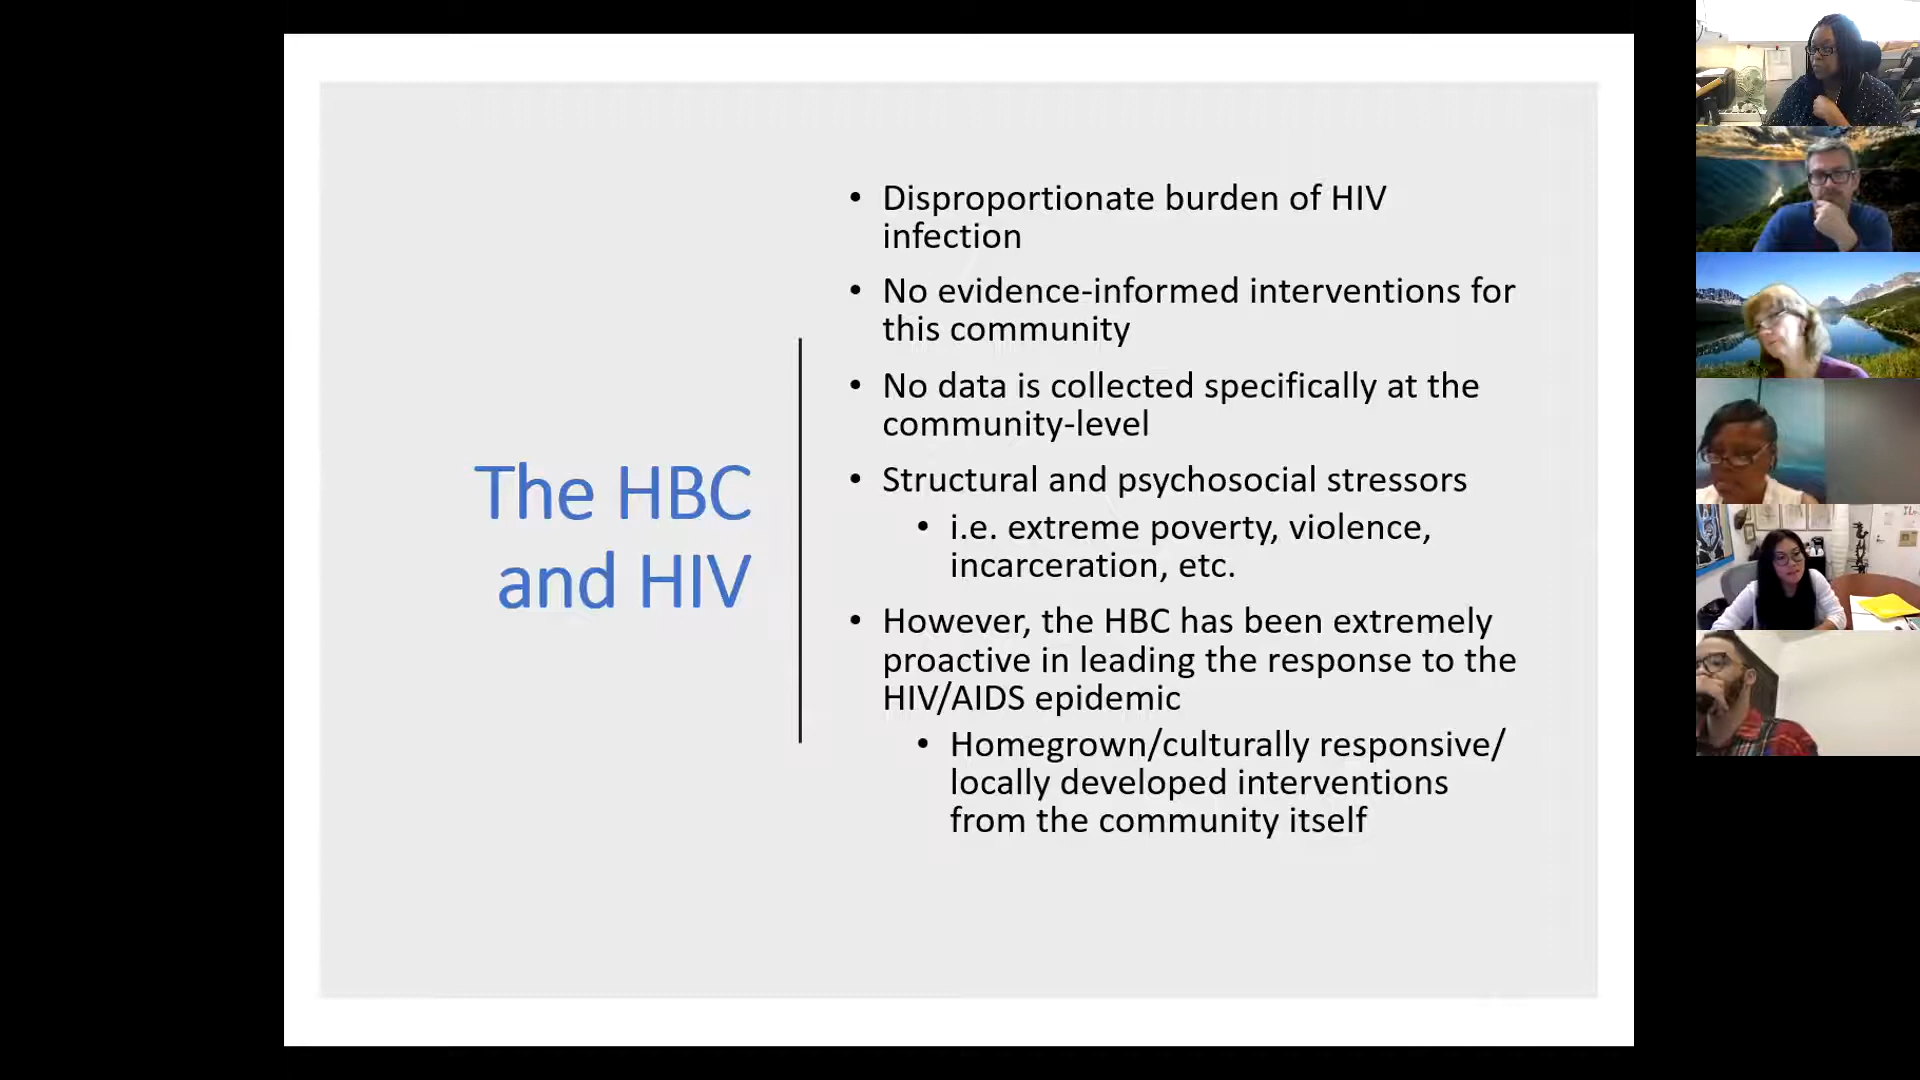 The HBC
and HIV
• Disproportionate burden of HIV
infection
• No evidence-informed interventions for
this community
• No data is collected specifically at the
community-level
• Structural and psychosocial stressors
• i.e. extreme poverty, violence,
incarceration, etc.
• However, the HBC has been extremely
proactive in leading the response to the
HIV/AIDS epidemic
• Homegrown/culturally responsive/
locally developed interventions
from the community itself